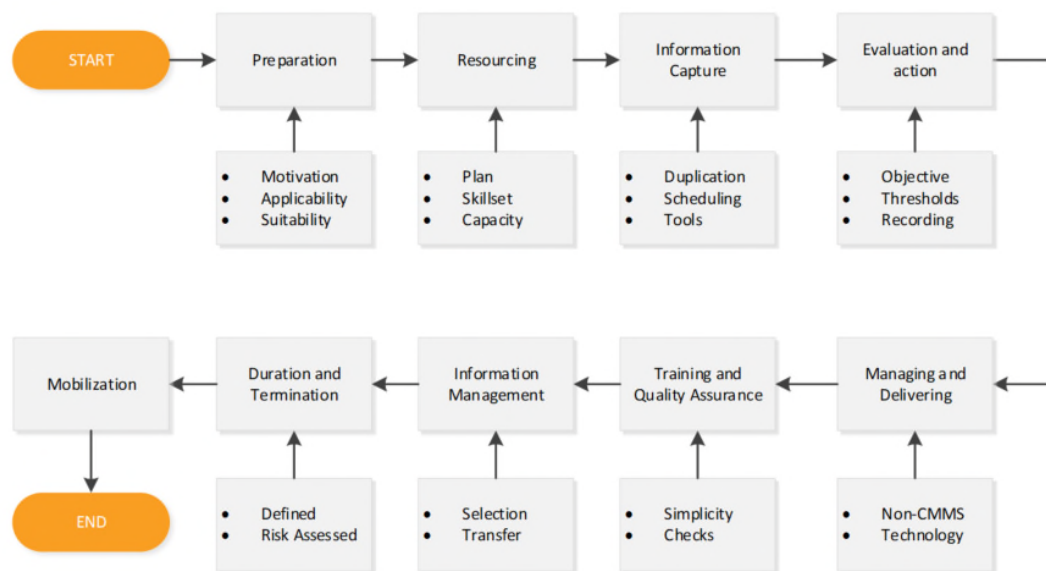 START
Preparation
Resourcing
Information
Capture
Evaluation and
action
• Motivation
• Applicability
• Suitability
• Plan
• Skillset
• Capacity
• Duplication
• Scheduling
• Tools
• Objective
• Thresholds
• Recording
Managing and
Delivering
Training and
Quality Assurance
Information
Management
Duration and
Termination
Mobilization
• Non-CMMS
• Technology
• Simplicity
• Checks
• Selection
• Transfer
• Defined
• Risk Assessed
END